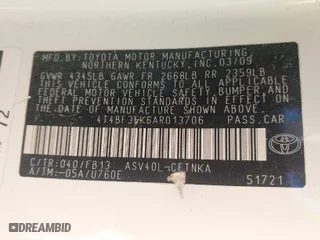 MFD. BY:
TOYOTA MOTOR MANUFACTURING,
NORTHERN KENTUCKY, INC. 03/09
GVWR 4345LB GAWR FR 2668LB RR 2359LB
THIS VEHICLE CONFORMS TO ALL APPLICABLE
FEDERAL MOTOR VEHICLE SAFETY, BUMPER, AND
THEFT PREVENTION STANDARDS IN EFFECT ON
THE DATE OF MANUFACTURE SHOWN ABOVE.
4T4BF3EK6AR013706 PASS.CAR
C/TR:040/FB13 ASV40L-CETNKA
A/TM:-05A/U760E
TOYOTA
51721
12
DREAMBID